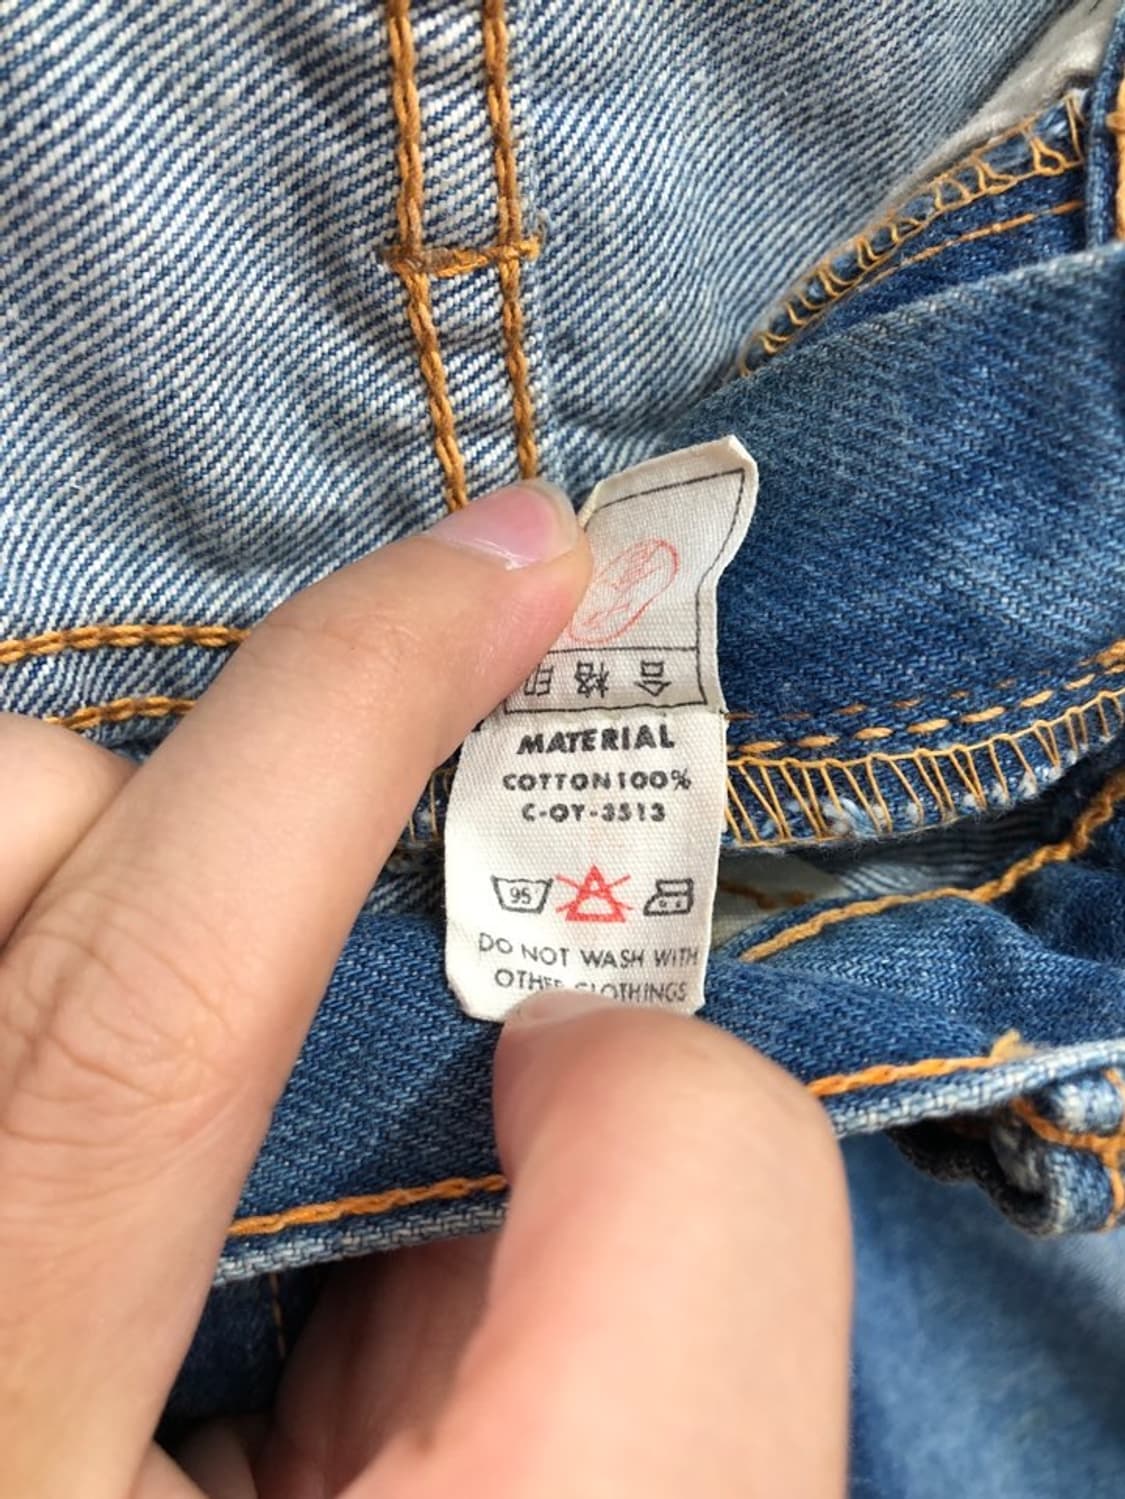 合格印
MATERIAL
COTTON100%
C-OY-3513
95
DO NOT WASH WITH
OTHER CLOTHINGS